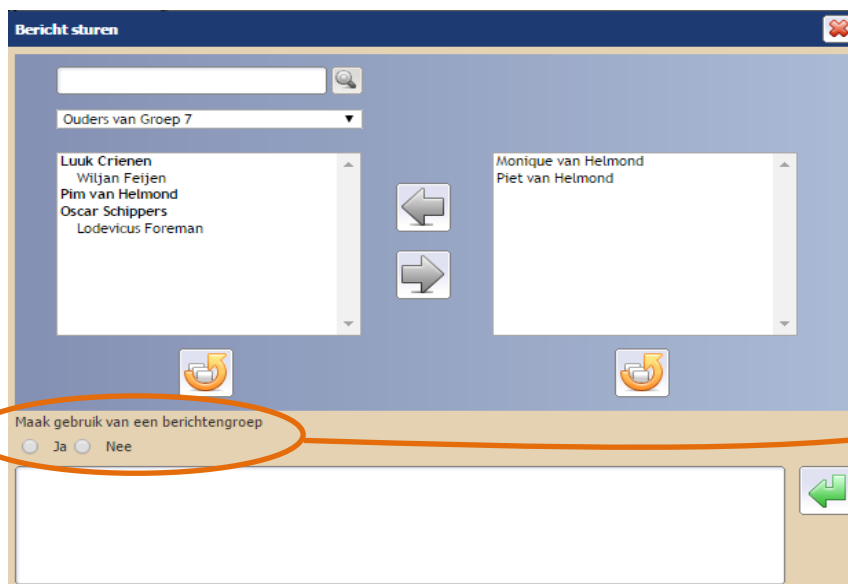 Bericht sturen
Ouders van Groep 7
Luuk Crienen
Wiljan Feijen
Pim van Helmond
Oscar Schippers
Lodevicus Foreman
Monique van Helmond
Piet van Helmond
Maak gebruik van een berichtengroep
Ja Nee